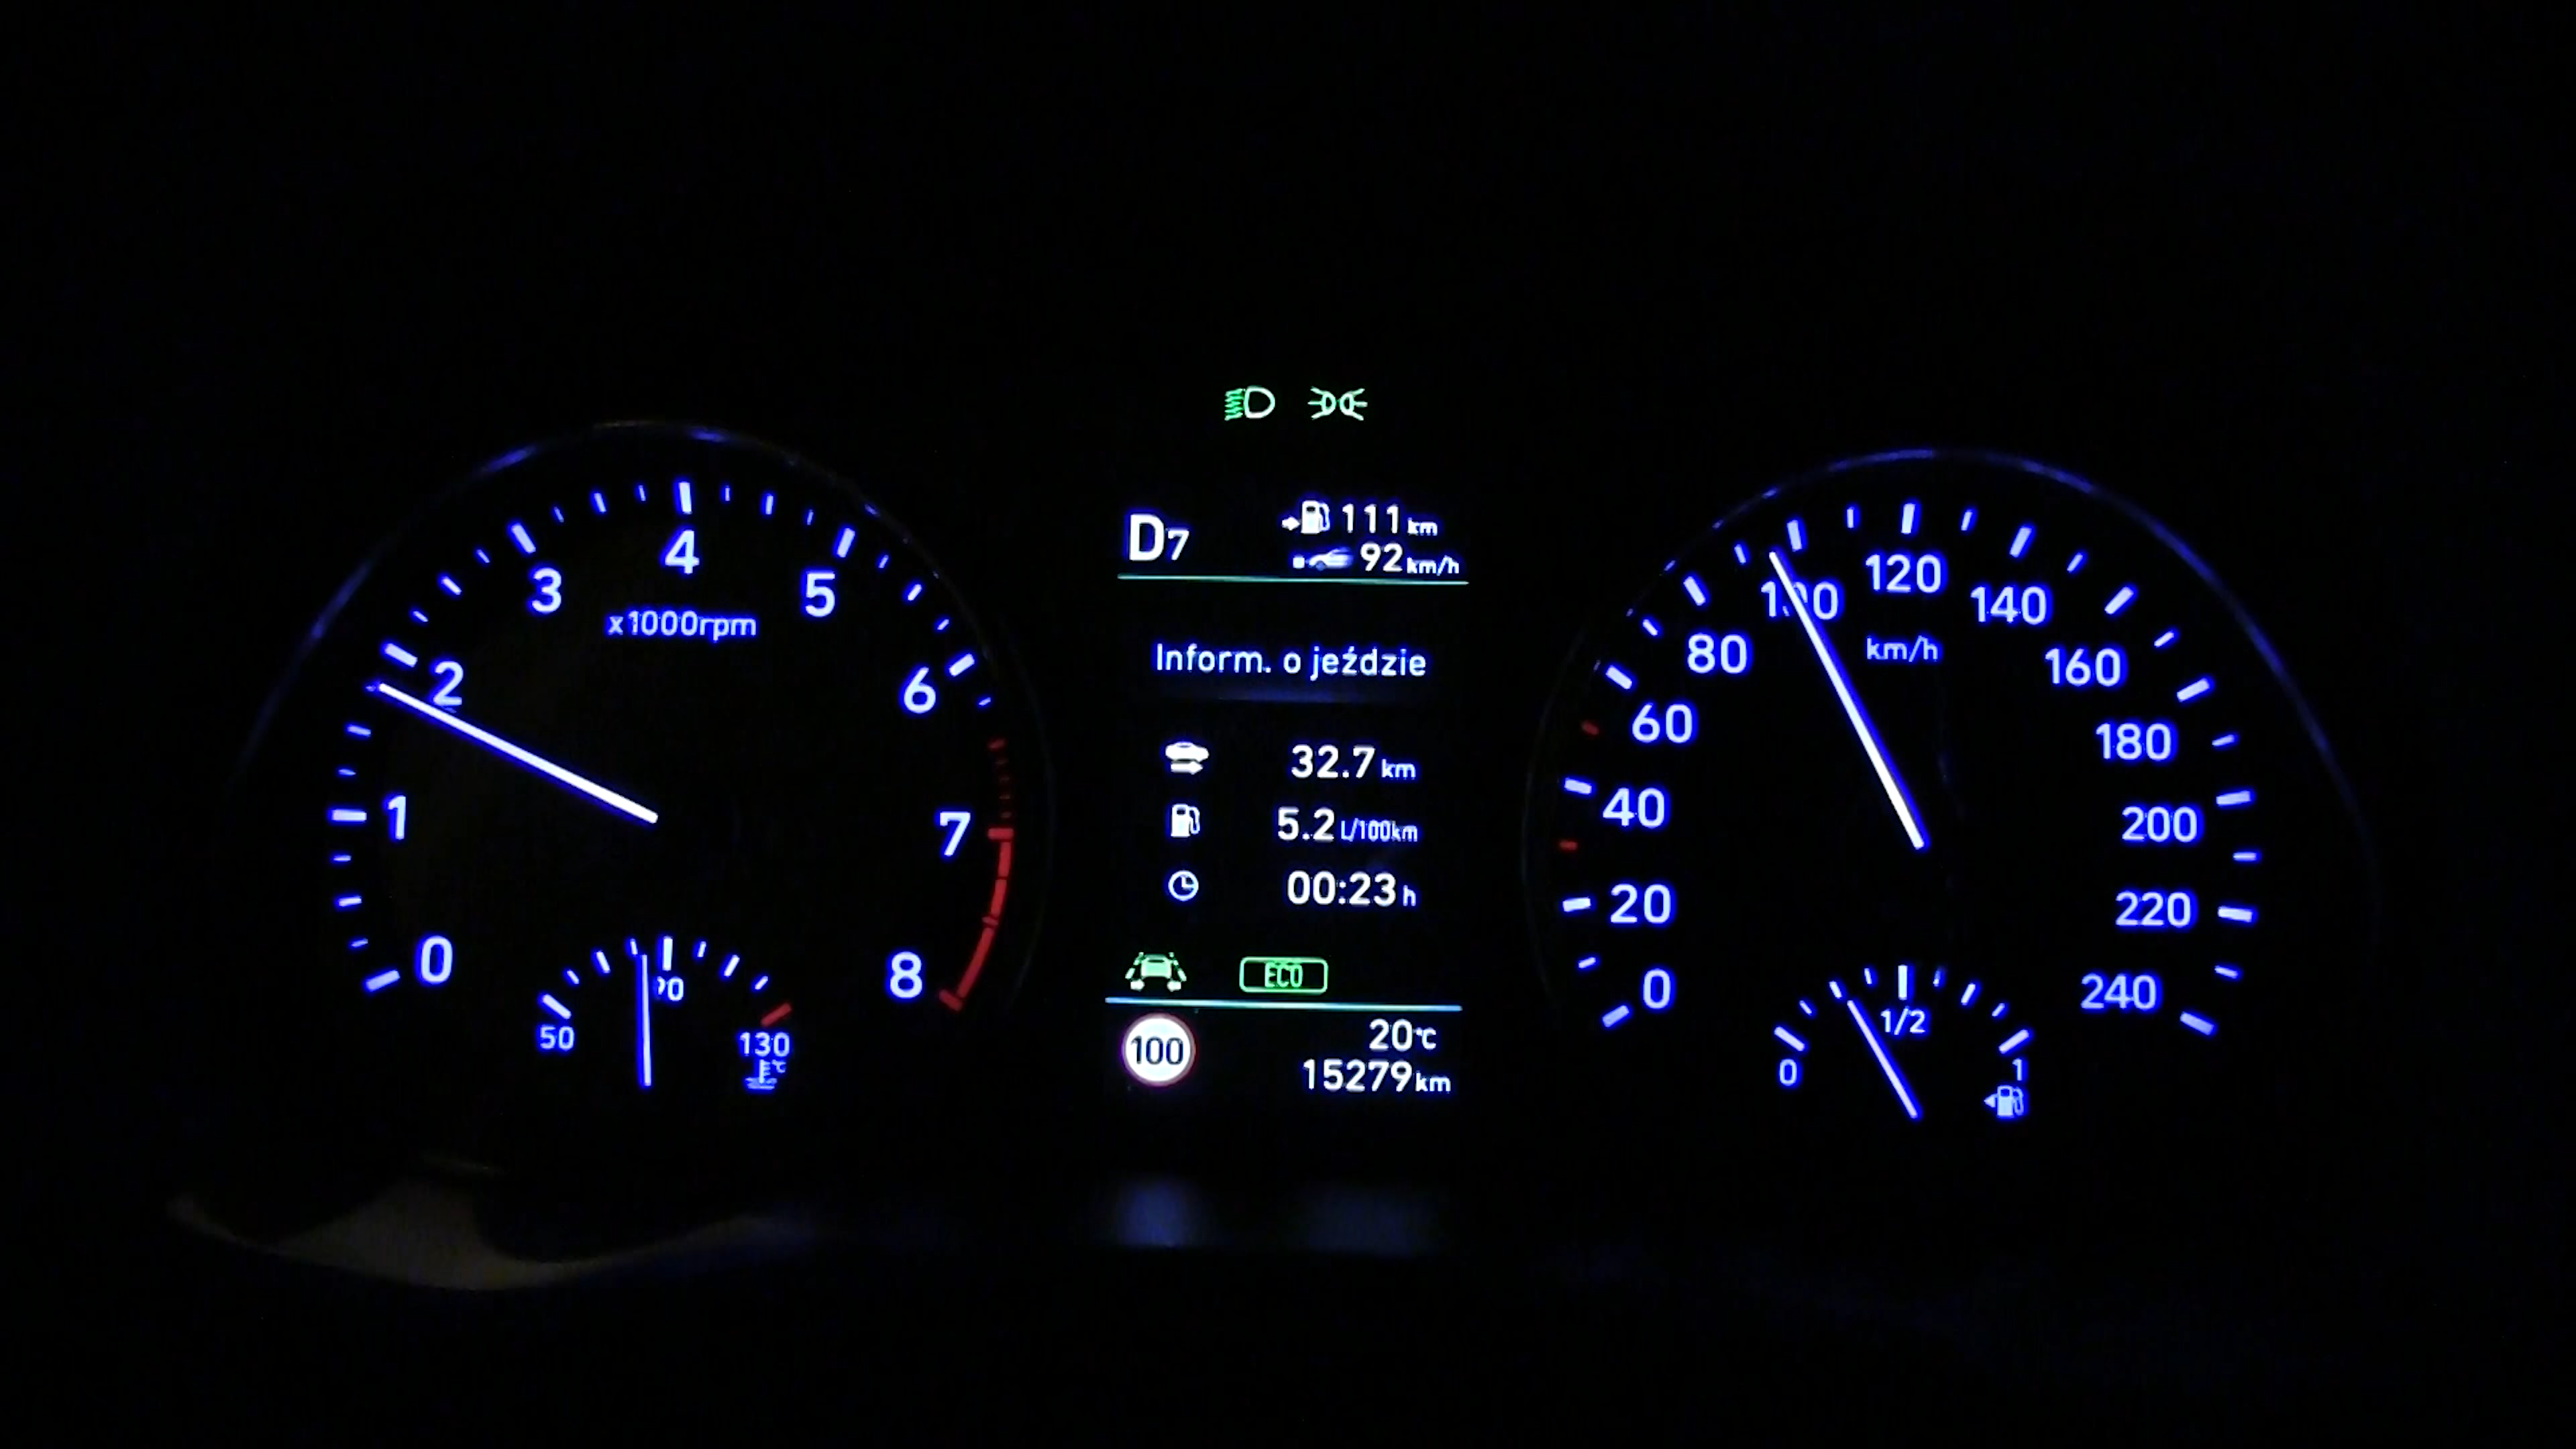 0
1
2
3
4
5
6
7
8
x1000rpm
50
130
°C
D7
111 km
92 km/h
Inform. o jeździe
32.7 km
5.2 L/100km
00:23 h
ECO
100
20°C
15279 km
0
20
40
60
80
100
120
140
160
180
200
220
240
km/h
0
1/2
1